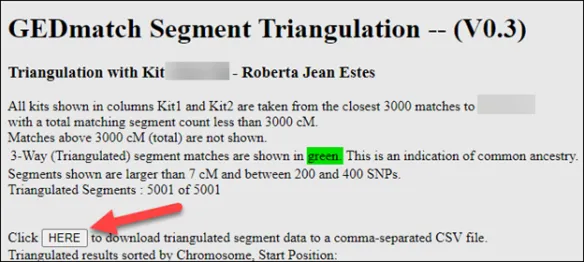 GEDmatch Segment Triangulation -- (V0.3)
Triangulation with Kit - Roberta Jean Estes
All kits shown in columns Kit1 and Kit2 are taken from the closest 3000 matches to
with a total matching segment count less than 3000 cM.
Matches above 3000 cM (total) are not shown.
3-Way (Triangulated) segment matches are shown in green. This is an indication of common ancestry.
Segments shown are larger than 7 cM and between 200 and 400 SNPs.
Triangulated Segments : 5001 of 5001
Click HERE to download triangulated segment data to a comma-separated CSV file.
Triangulated results sorted by Chromosome, Start Position: